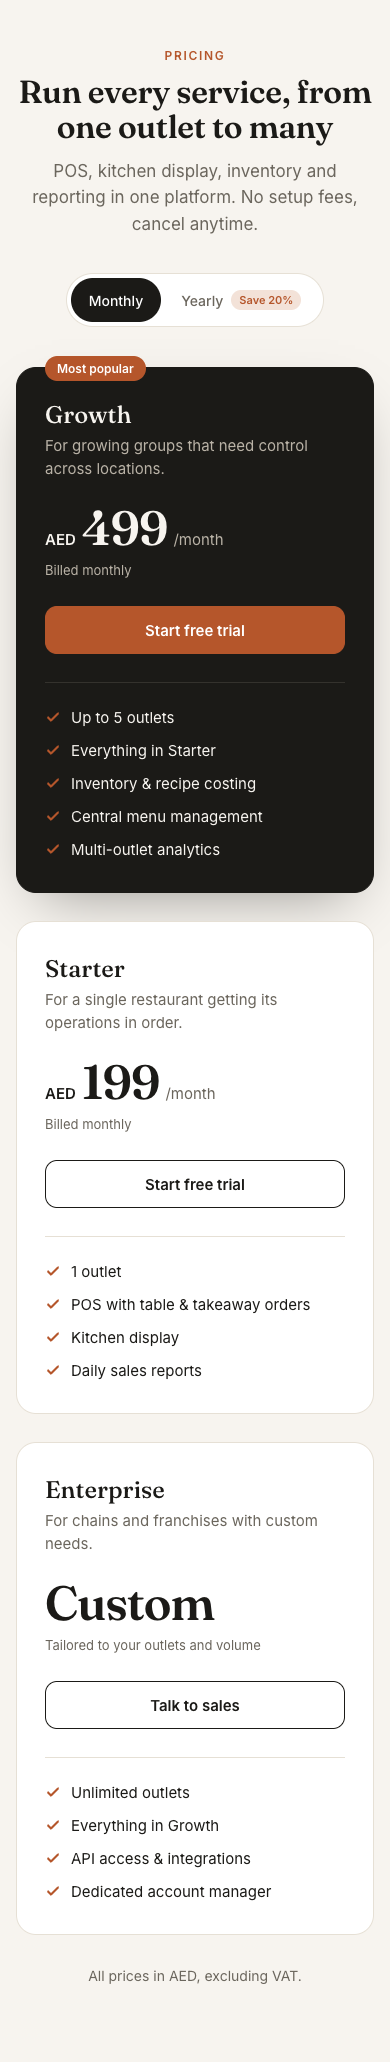 PRICING
Run every service, from
one outlet to many
POS, kitchen display, inventory and
reporting in one platform. No setup fees,
cancel anytime.
Monthly Yearly Save 20%
Most popular
Growth
For growing groups that need control
across locations.
AED 499 /month
Billed monthly
Start free trial
Up to 5 outlets
Everything in Starter
Inventory & recipe costing
Central menu management
Multi-outlet analytics
Starter
For a single restaurant getting its
operations in order.
AED 199 /month
Billed monthly
Start free trial
1 outlet
POS with table & takeaway orders
Kitchen display
Daily sales reports
Enterprise
For chains and franchises with custom
needs.
Custom
Tailored to your outlets and volume
Talk to sales
Unlimited outlets
Everything in Growth
API access & integrations
Dedicated account manager
All prices in AED, excluding VAT.